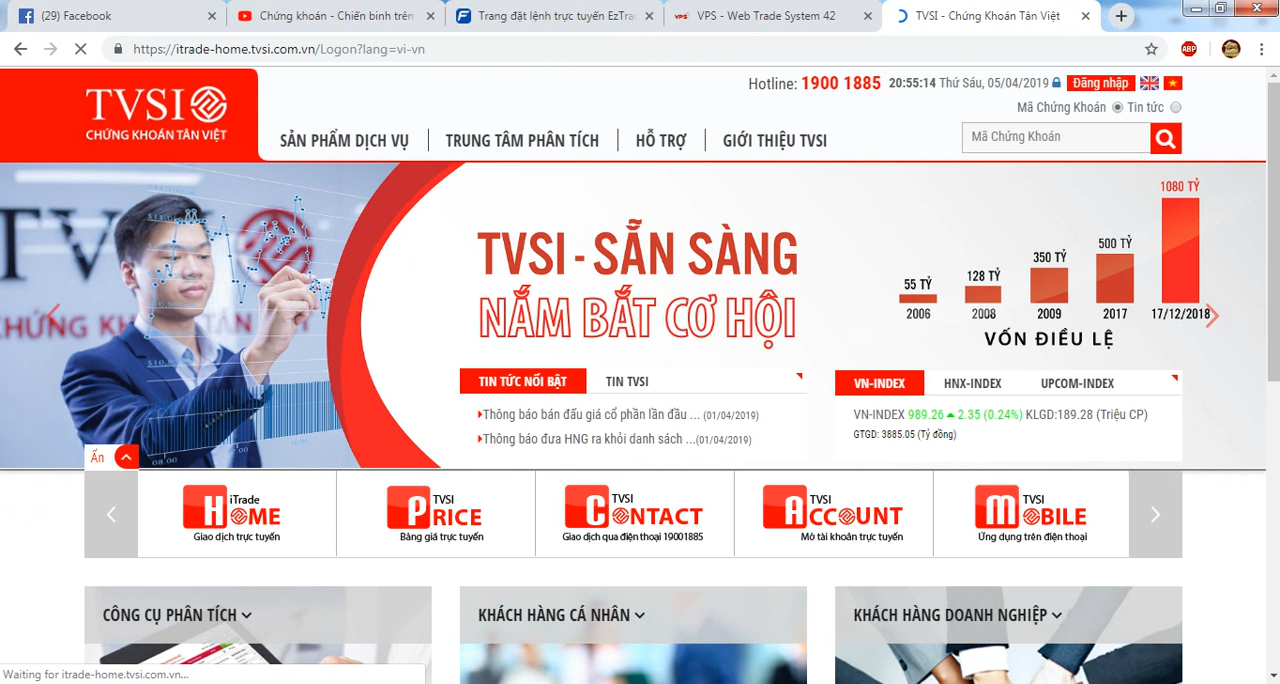 (29) Facebook
Chứng khoán - Chiến binh trên
Trang đặt lệnh trực tuyến EzTra
VPS - Web Trade System 42
TVSI - Chứng Khoán Tân Việt
https://itrade-home.tvsi.com.vn/Logon?lang=vi-vn
ABP
TVSI
CHỨNG KHOÁN TÂN VIỆT
Hotline: 1900 1885 20:55:14 Thứ Sáu, 05/04/2019 Đăng nhập
Mã Chứng Khoán Tin tức
Mã Chứng Khoán
SẢN PHẨM DỊCH VỤ
TRUNG TÂM PHÂN TÍCH
HỖ TRỢ
GIỚI THIỆU TVSI
TVSI - SẴN SÀNG
NẮM BẮT CƠ HỘI
55 TỶ
128 TỶ
350 TỶ
500 TỶ
1080 TỶ
2006
2008
2009
2017
17/12/2018
VỐN ĐIỀU LỆ
TIN TỨC NỔI BẬT
TIN TVSI
Thông báo bán đấu giá cổ phần lần đầu ... (01/04/2019)
Thông báo đưa HNG ra khỏi danh sách ...(01/04/2019)
VN-INDEX
HNX-INDEX
UPCOM-INDEX
VN-INDEX 989.26 2.35 (0.24%) KLGD:189.28 (Triệu CP)
GTGD: 3885.05 (Tỷ đồng)
Ẩn
iTrade
HOME
Giao dịch trực tuyến
TVSI
PRICE
Bảng giá trực tuyến
TVSI
CONTACT
Giao dịch qua điện thoại 19001885
TVSI
ACCOUNT
Mở tài khoản trực tuyến
TVSI
MOBILE
Ứng dụng trên điện thoại
CÔNG CỤ PHÂN TÍCH
KHÁCH HÀNG CÁ NHÂN
KHÁCH HÀNG DOANH NGHIỆP
Waiting for itrade-home.tvsi.com.vn...